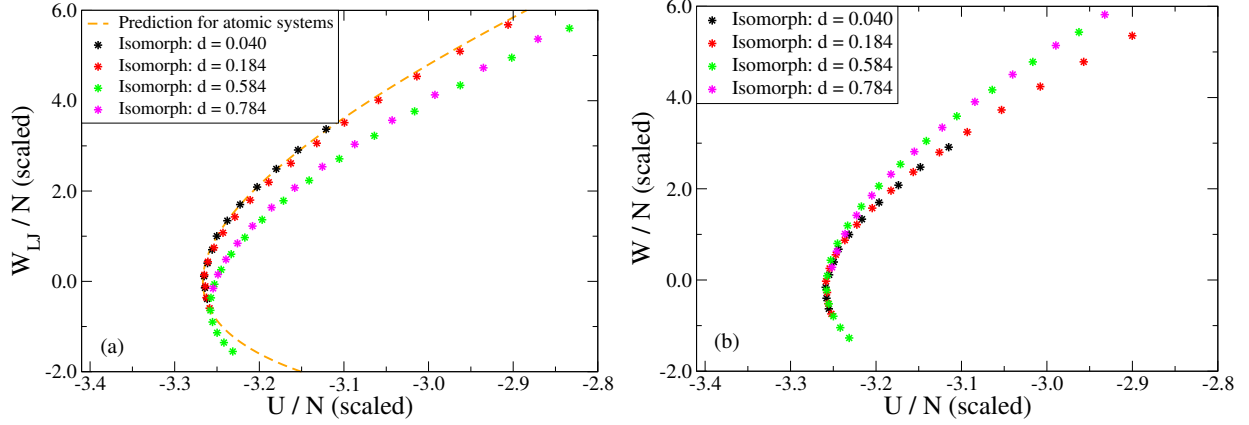 Prediction for atomic systems
Isomorph: d = 0.040
Isomorph: d = 0.184
Isomorph: d = 0.584
Isomorph: d = 0.784
6.0
4.0
2.0
0.0
-2.0
W_LJ / N (scaled)
(a)
-3.4 -3.3 -3.2 -3.1 -3.0 -2.9 -2.8
U / N (scaled)
Isomorph: d = 0.040
Isomorph: d = 0.184
Isomorph: d = 0.584
Isomorph: d = 0.784
6.0
4.0
2.0
0.0
-2.0
W / N (scaled)
(b)
-3.4 -3.3 -3.2 -3.1 -3.0 -2.9 -2.8
U / N (scaled)